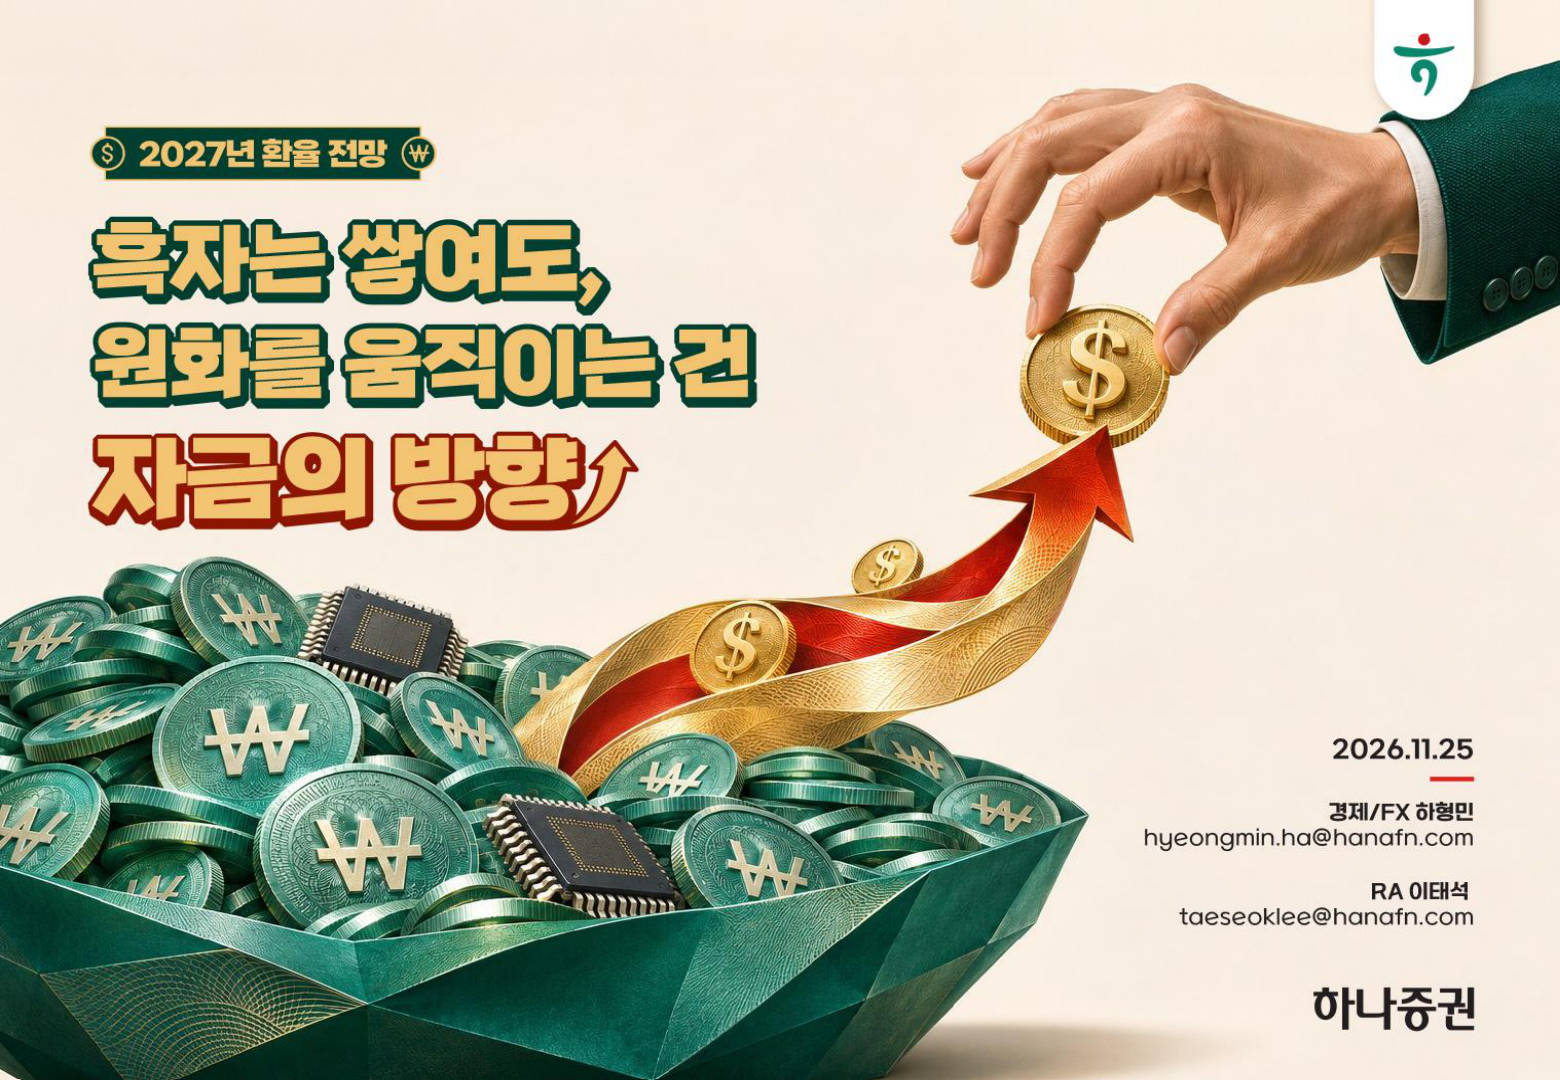 $ 2027년 환율 전망 ₩
흑자는 쌓여도,
원화를 움직이는 건
자금의 방향
2026.11.25
경제/FX 하형민
hyeongmin.ha@hanafn.com
RA 이태석
taeseoklee@hanafn.com
하나증권